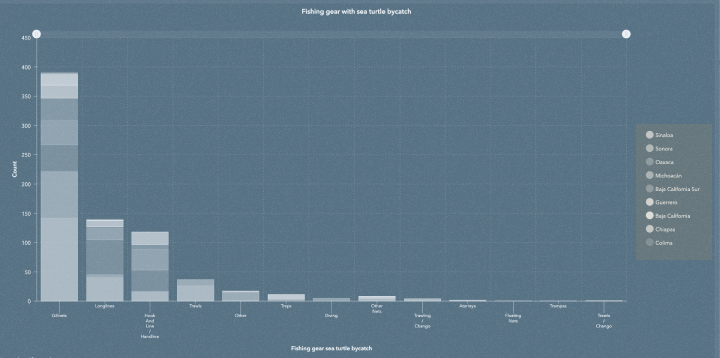 Fishing gear with sea turtle bycatch
450
400
350
300
250
200
150
100
50
0
Count
Gillnets
Longlines
Hook
And
Line
/
Handline
Trawls
Other
Traps
Diving
Other
Nets
Trawling
/
Chango
Atarraya
Floating
Nets
Trampas
Trawls
/
Chango
Fishing gear sea turtle bycatch
Sinaloa
Sonora
Oaxaca
Michoacán
Baja California Sur
Guerrero
Baja California
Chiapas
Colima